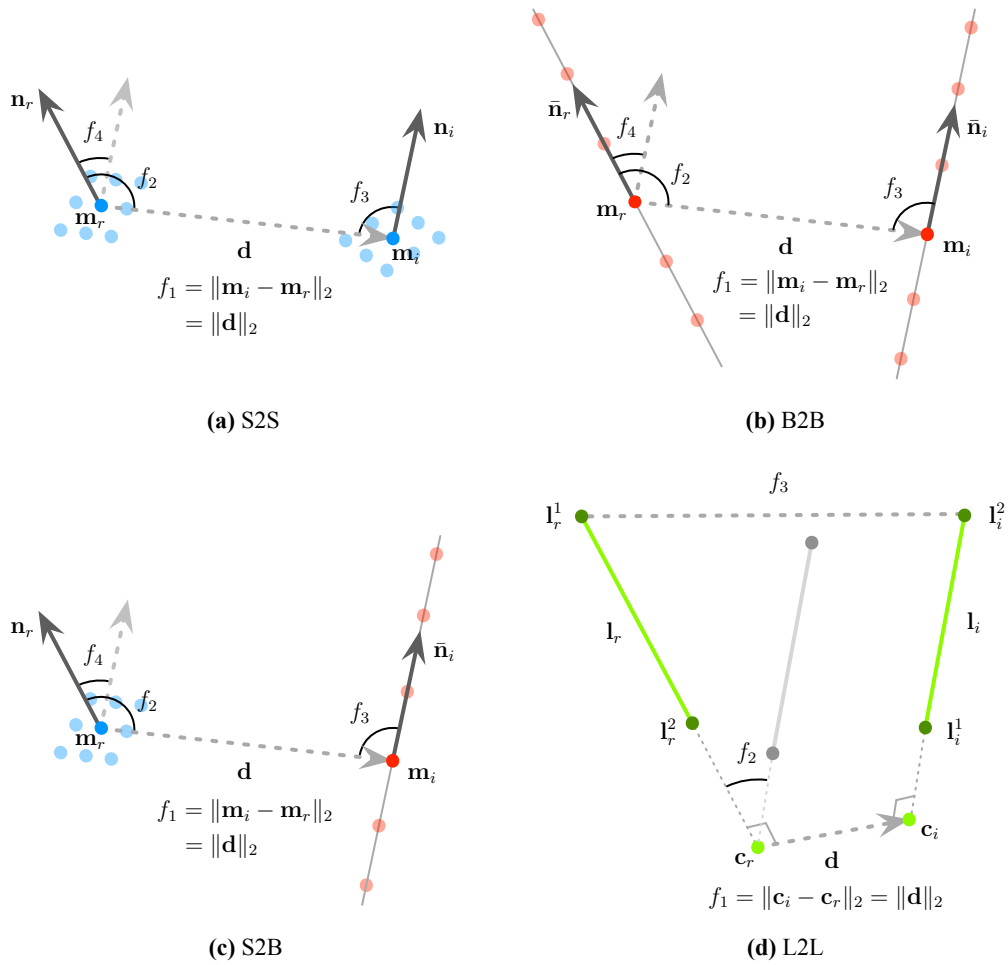 n_r
f_4
f_2
m_r
d
f_3
n_i
m_i
f_1 = ‖m_i − m_r‖_2
= ‖d‖_2
(a) S2S
n̄_r
f_4
f_2
m_r
d
f_3
n̄_i
m_i
f_1 = ‖m_i − m_r‖_2
= ‖d‖_2
(b) B2B
n_r
f_4
f_2
m_r
d
f_3
n̄_i
m_i
f_1 = ‖m_i − m_r‖_2
= ‖d‖_2
(c) S2B
f_3
l_r^1
l_i^2
l_r
l_i
l_r^2
l_i^1
f_2
c_r
d
c_i
f_1 = ‖c_i − c_r‖_2 = ‖d‖_2
(d) L2L